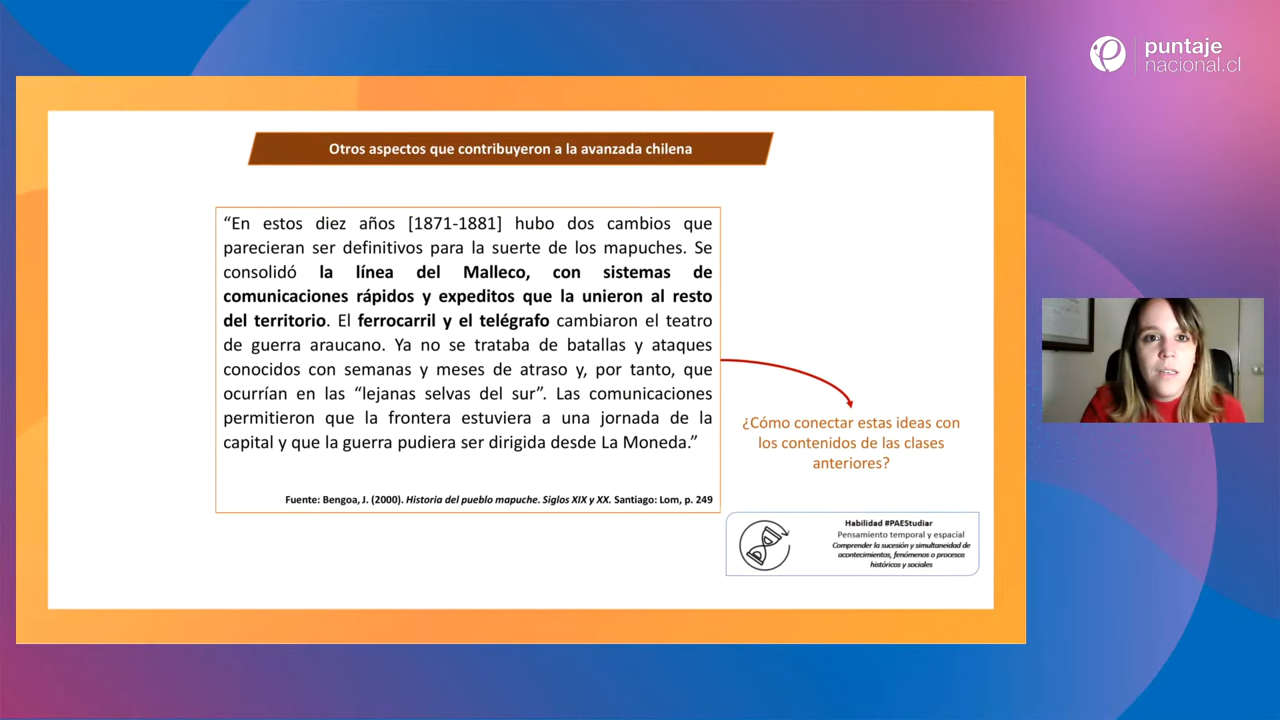 puntaje
nacional.cl
Otros aspectos que contribuyeron a la avanzada chilena
“En estos diez años [1871-1881] hubo dos cambios que
parecieran ser definitivos para la suerte de los mapuches. Se
consolidó la línea del Malleco, con sistemas de
comunicaciones rápidos y expeditos que la unieron al resto
del territorio. El ferrocarril y el telégrafo cambiaron el teatro
de guerra araucano. Ya no se trataba de batallas y ataques
conocidos con semanas y meses de atraso y, por tanto, que
ocurrían en las “lejanas selvas del sur”. Las comunicaciones
permitieron que la frontera estuviera a una jornada de la
capital y que la guerra pudiera ser dirigida desde La Moneda.”
Fuente: Bengoa, J. (2000). Historia del pueblo mapuche. Siglos XIX y XX. Santiago: Lom, p. 249
¿Cómo conectar estas ideas con
los contenidos de las clases
anteriores?
Habilidad #PAEStudiar
Pensamiento temporal y espacial
Comprender la sucesión y simultaneidad de
acontecimientos, fenómenos o procesos
históricos y sociales